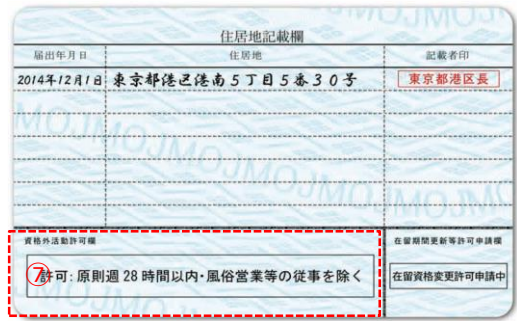 住居地記載欄
届出年月日 住居地 記載者印
2014年12月1日 東京都港区港南5丁目5番30号 東京都港区長
MOJMOJMOJMOJMOJ
資格外活動許可欄 在留期間更新等許可申請欄
⑦許可:原則週28時間以内・風俗営業等の従事を除く 在留資格変更許可申請中